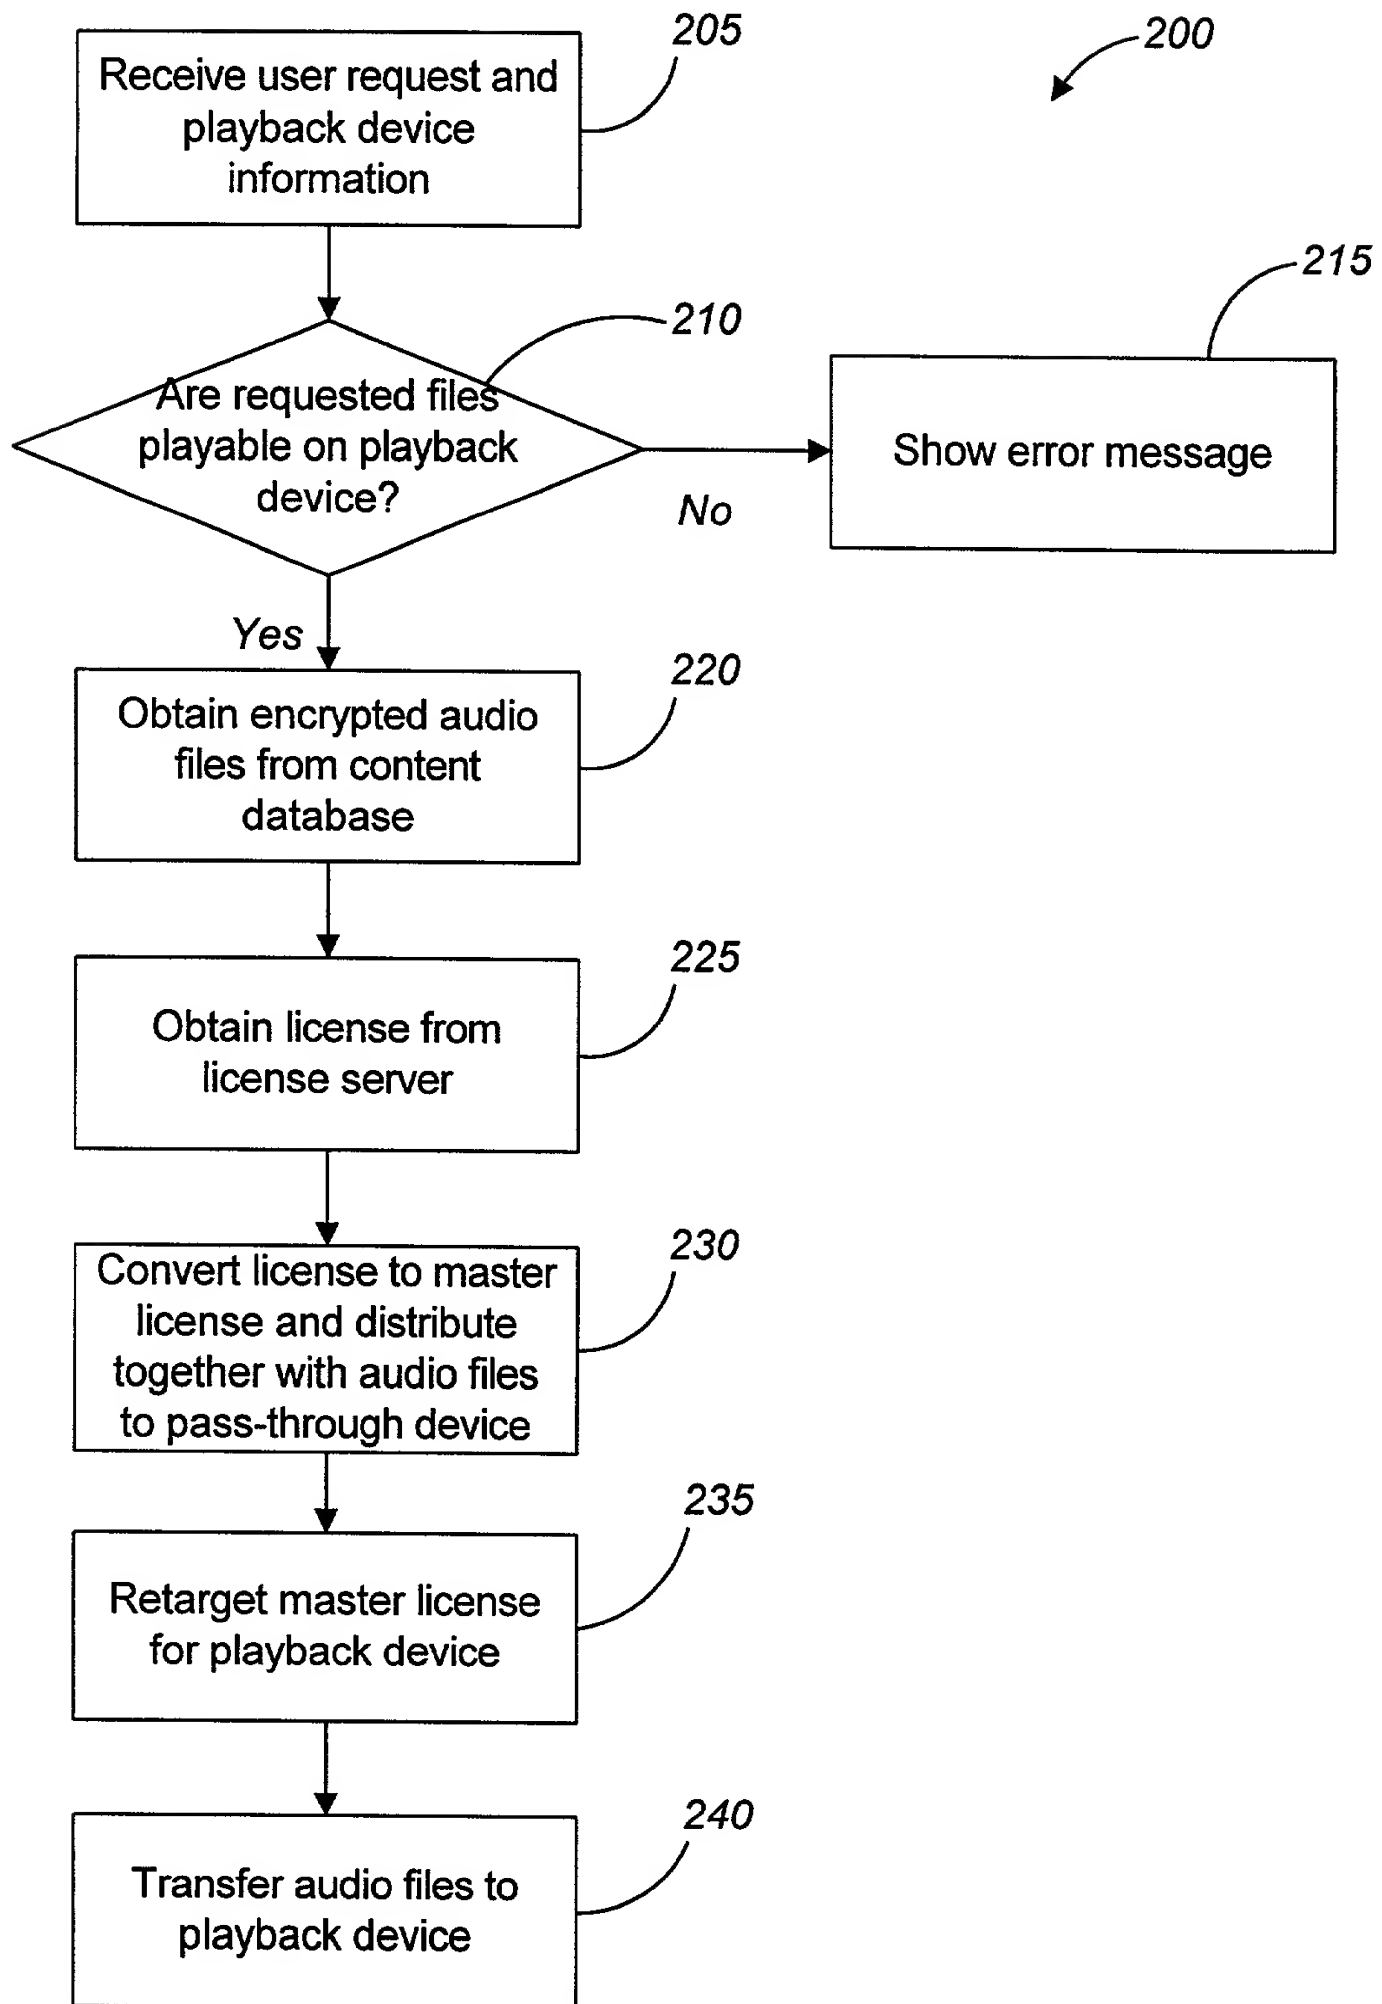 205
200
Receive user request and
playback device
information
215
210
Are requested files
playable on playback
device?
Show error message
No
Yes
220
Obtain encrypted audio
files from content
database
225
Obtain license from
license server
230
Convert license to master
license and distribute
together with audio files
to pass-through device
235
Retarget master license
for playback device
240
Transfer audio files to
playback device